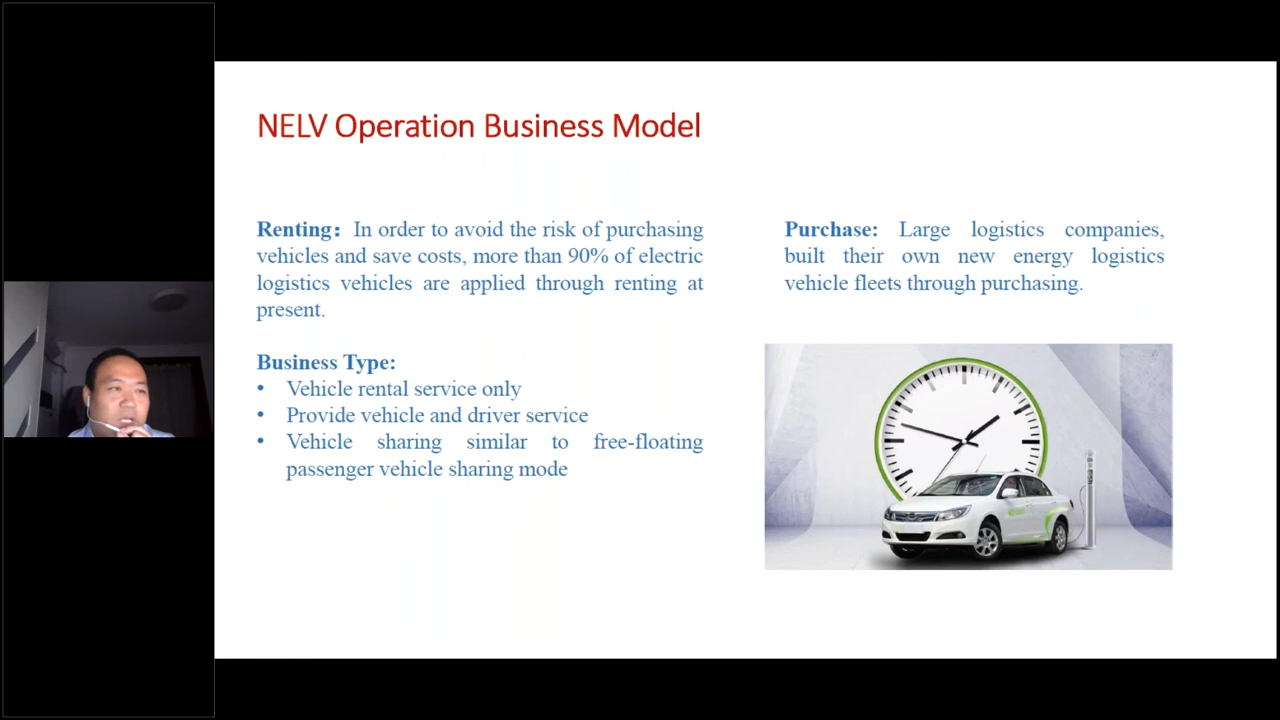 NELV Operation Business Model
Renting：In order to avoid the risk of purchasing
vehicles and save costs, more than 90% of electric
logistics vehicles are applied through renting at
present.
Business Type:
• Vehicle rental service only
• Provide vehicle and driver service
• Vehicle sharing similar to free-floating
passenger vehicle sharing mode
Purchase: Large logistics companies,
built their own new energy logistics
vehicle fleets through purchasing.